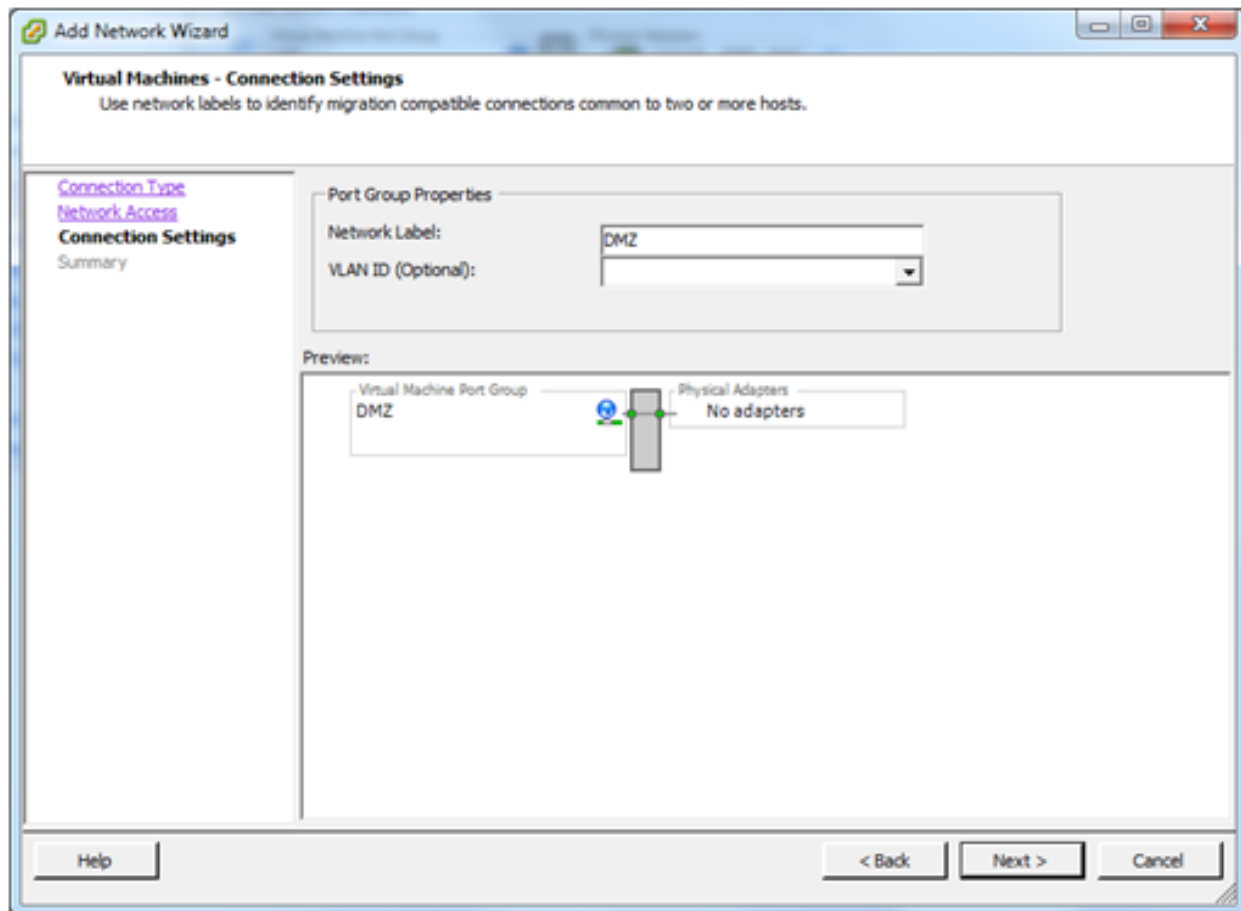 Add Network Wizard
Virtual Machines - Connection Settings
Use network labels to identify migration compatible connections common to two or more hosts.
Connection Type
Network Access
Connection Settings
Summary
Port Group Properties
Network Label:
DMZ
VLAN ID (Optional):
Preview:
Virtual Machine Port Group
DMZ
Physical Adapters
No adapters
Help
< Back
Next >
Cancel